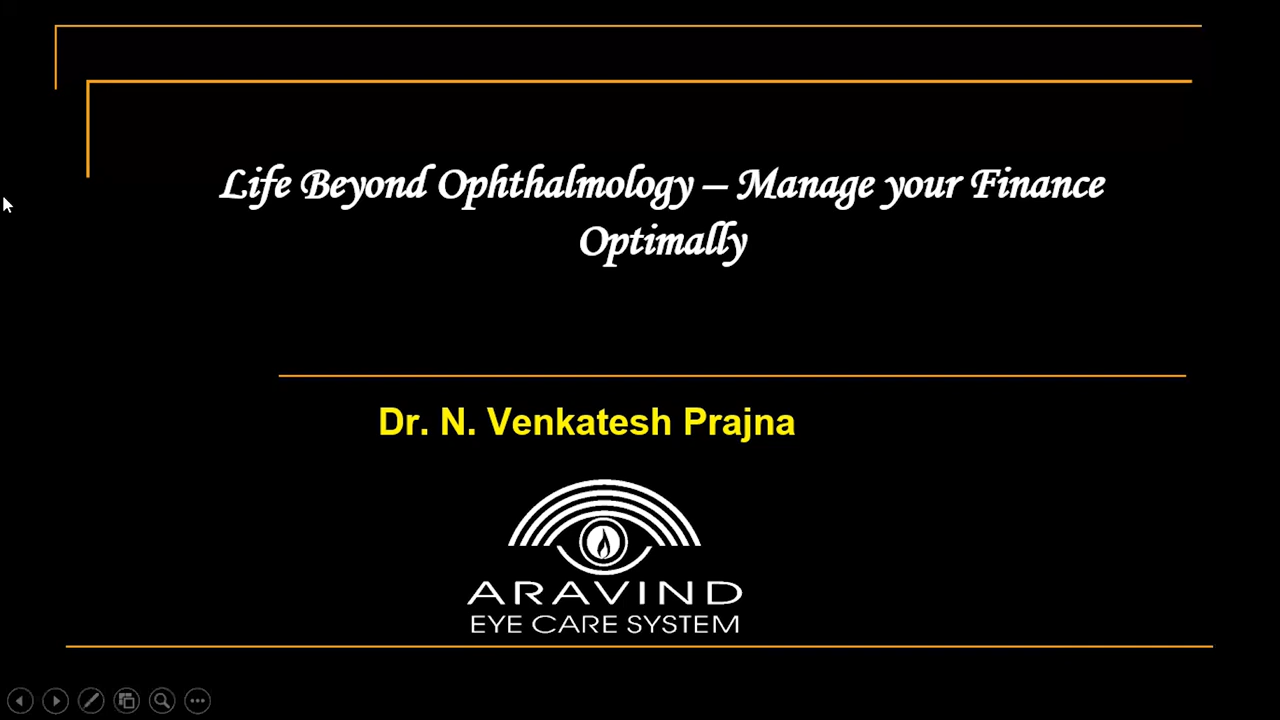 Life Beyond Ophthalmology – Manage your Finance
Optimally
Dr. N. Venkatesh Prajna
ARAVIND
EYE CARE SYSTEM